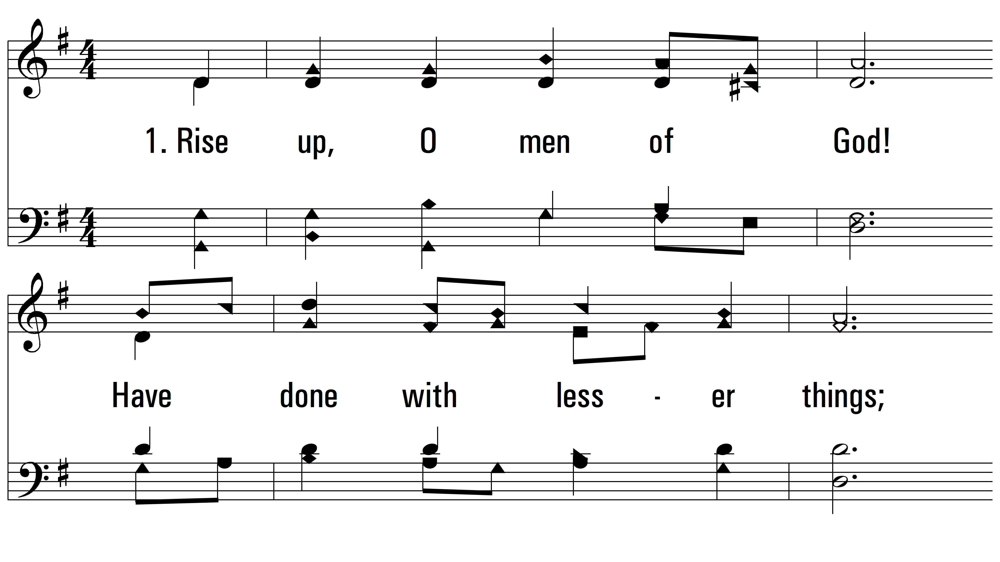 1. Rise up, O men of God!
Have done with less - er things;